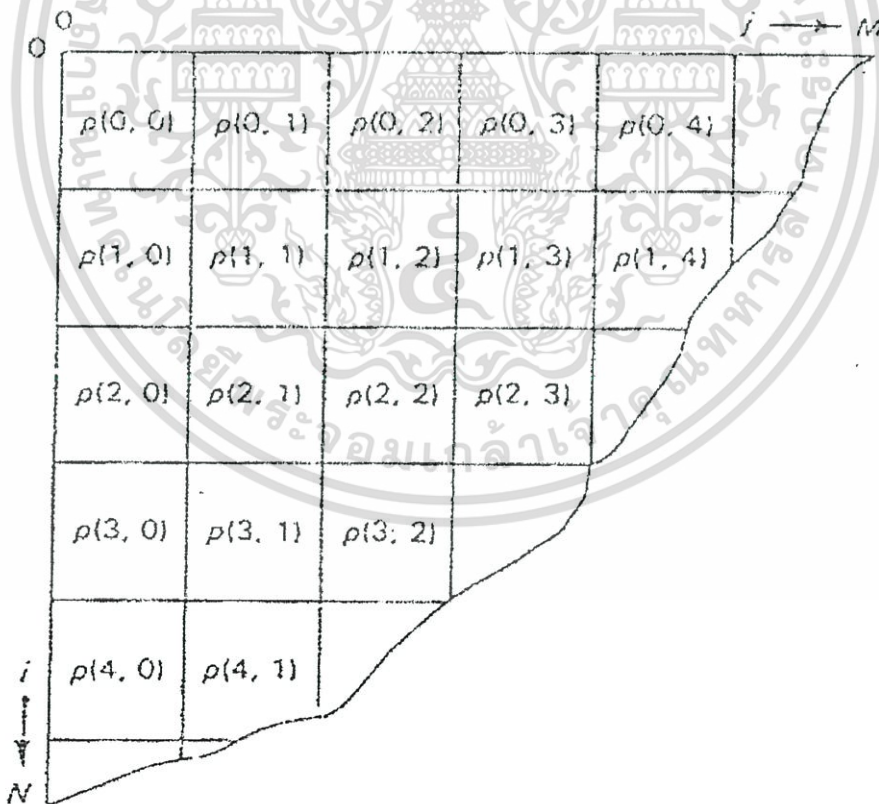 0
j → M
0
p(0, 0) p(0, 1) p(0, 2) p(0, 3) p(0, 4)
p(1, 0) p(1, 1) p(1, 2) p(1, 3) p(1, 4)
p(2, 0) p(2, 1) p(2, 2) p(2, 3)
p(3, 0) p(3, 1) p(3, 2)
p(4, 0) p(4, 1)
i
N